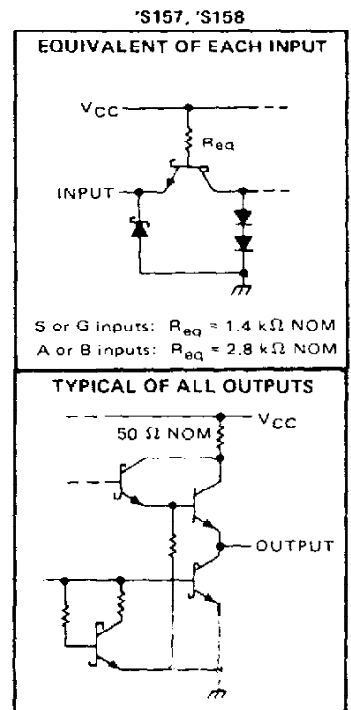 'S157, 'S158
EQUIVALENT OF EACH INPUT
VCC
Req
INPUT
S or G inputs: Req = 1.4 kΩ NOM
A or B inputs: Req = 2.8 kΩ NOM
TYPICAL OF ALL OUTPUTS
VCC
50 Ω NOM
OUTPUT